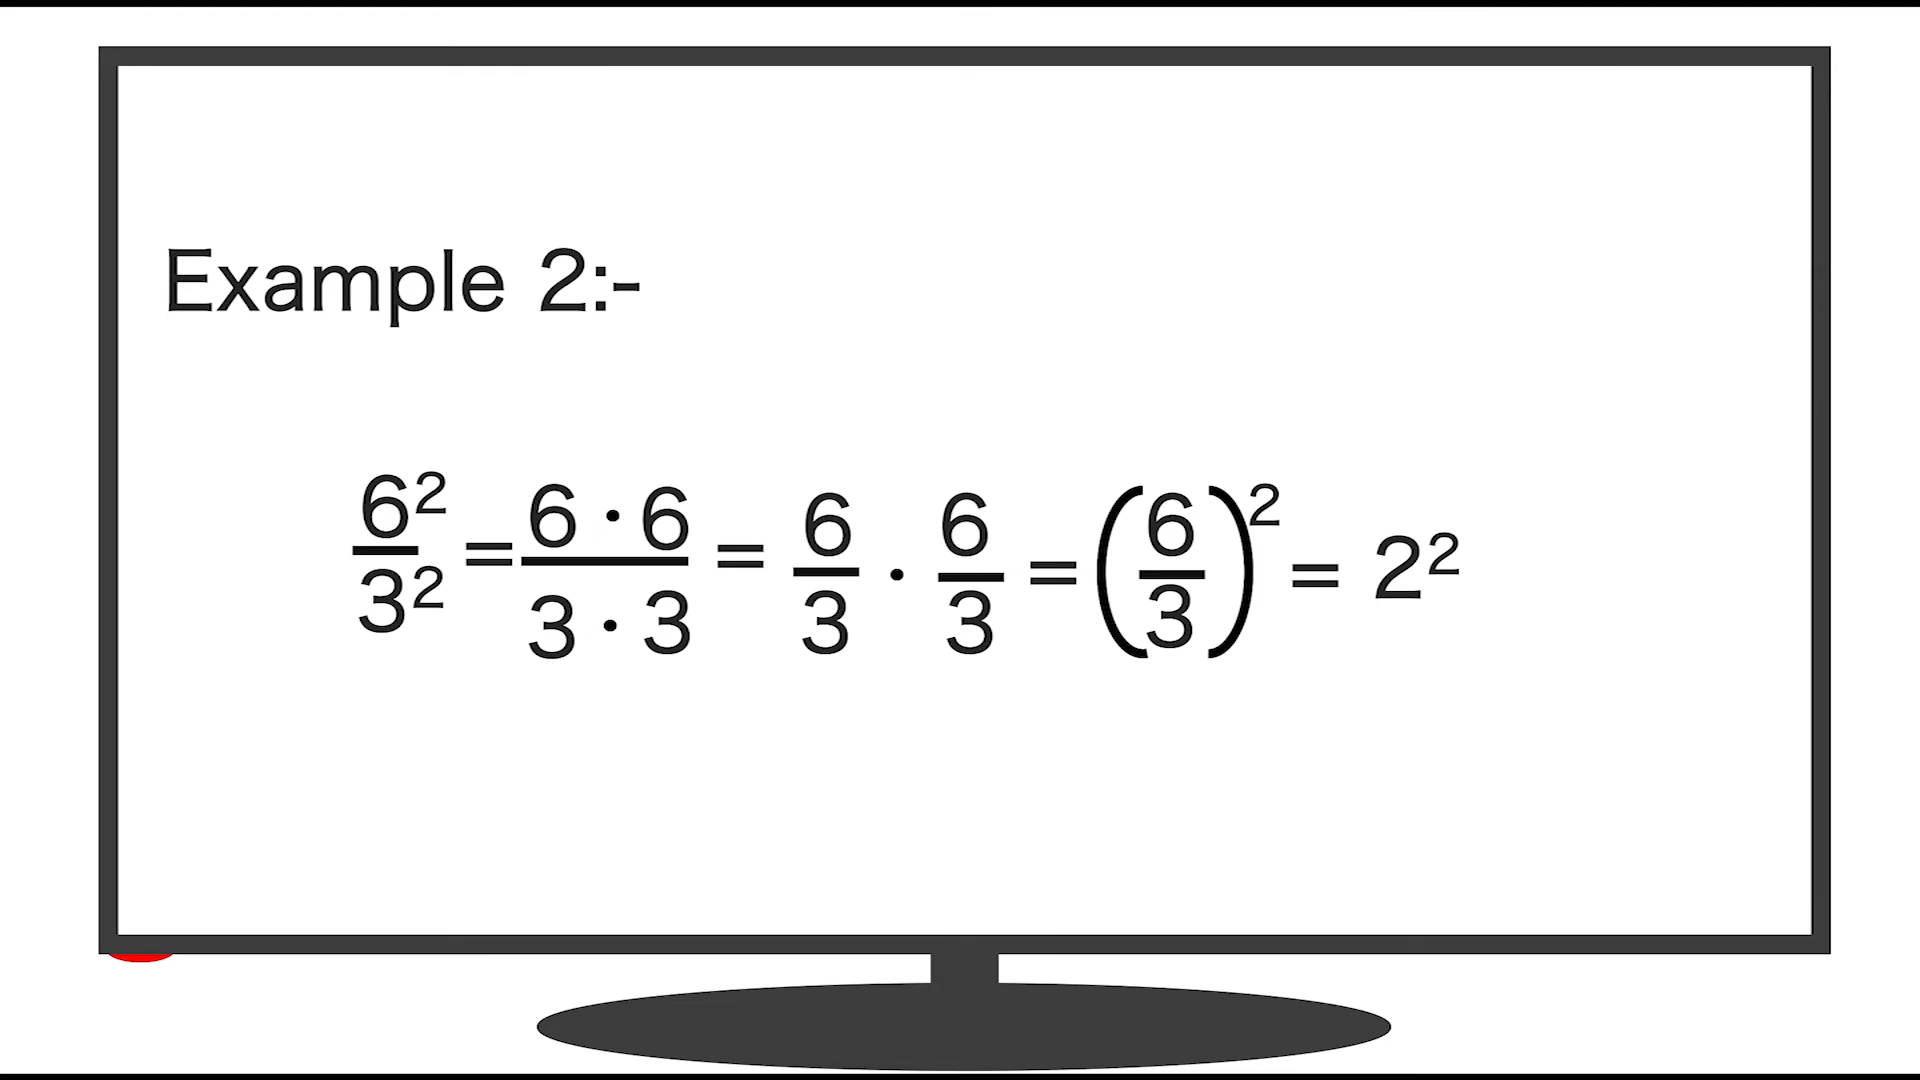 Example 2:-
6²/3² = 6 · 6/3 · 3 = 6/3 · 6/3 = (6/3)² = 2²